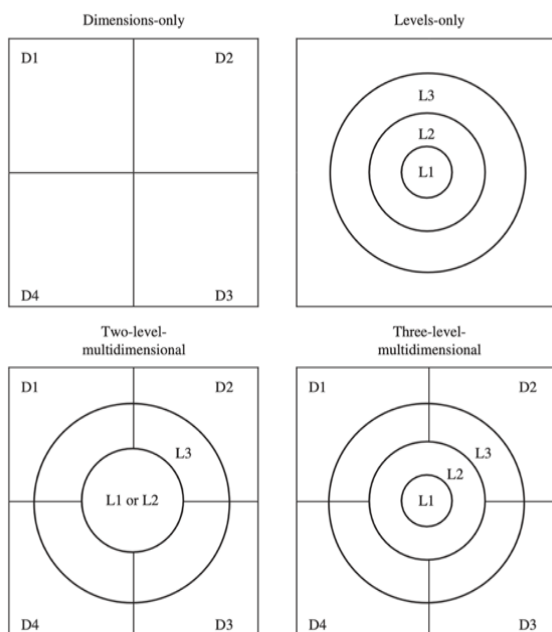 Dimensions-only
D1
D2
D4
D3
Levels-only
L3
L2
L1
Two-level-
multidimensional
D1
D2
L3
L1 or L2
D4
D3
Three-level-
multidimensional
D1
D2
L3
L2
L1
D4
D3